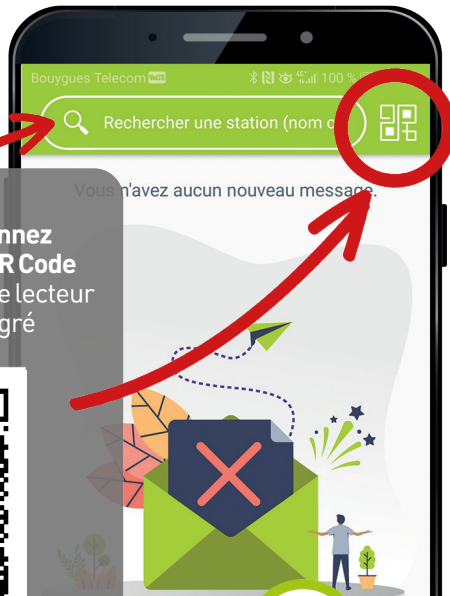 Bouygues Telecom
100 %
Rechercher une station (nom o
Vous n'avez aucun nouveau message.
nnez
R Code
e lecteur
gré